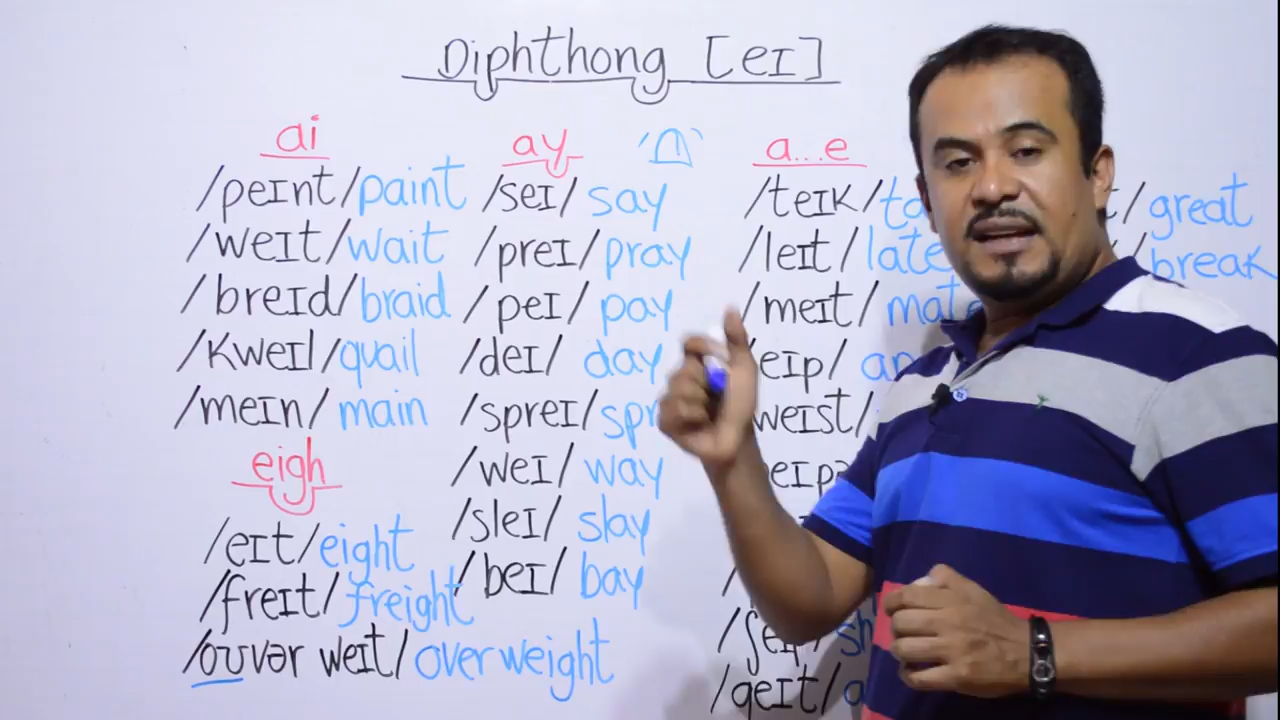 Diphthong [eɪ]
ai
/peɪnt/ paint
/weɪt/ wait
/breɪd/ braid
/kweɪl/ quail
/meɪn/ main
eigh
/eɪt/ eight
/freɪt/ freight
/oʊvər weɪt/ overweight
ay
/seɪ/ say
/preɪ/ pray
/peɪ/ pay
/deɪ/ day
/spreɪ/
/weɪ/ way
/sleɪ/ slay
/beɪ/ bay
a...e
/teɪk/
/leɪt/ late
/meɪt/ mate
great
break